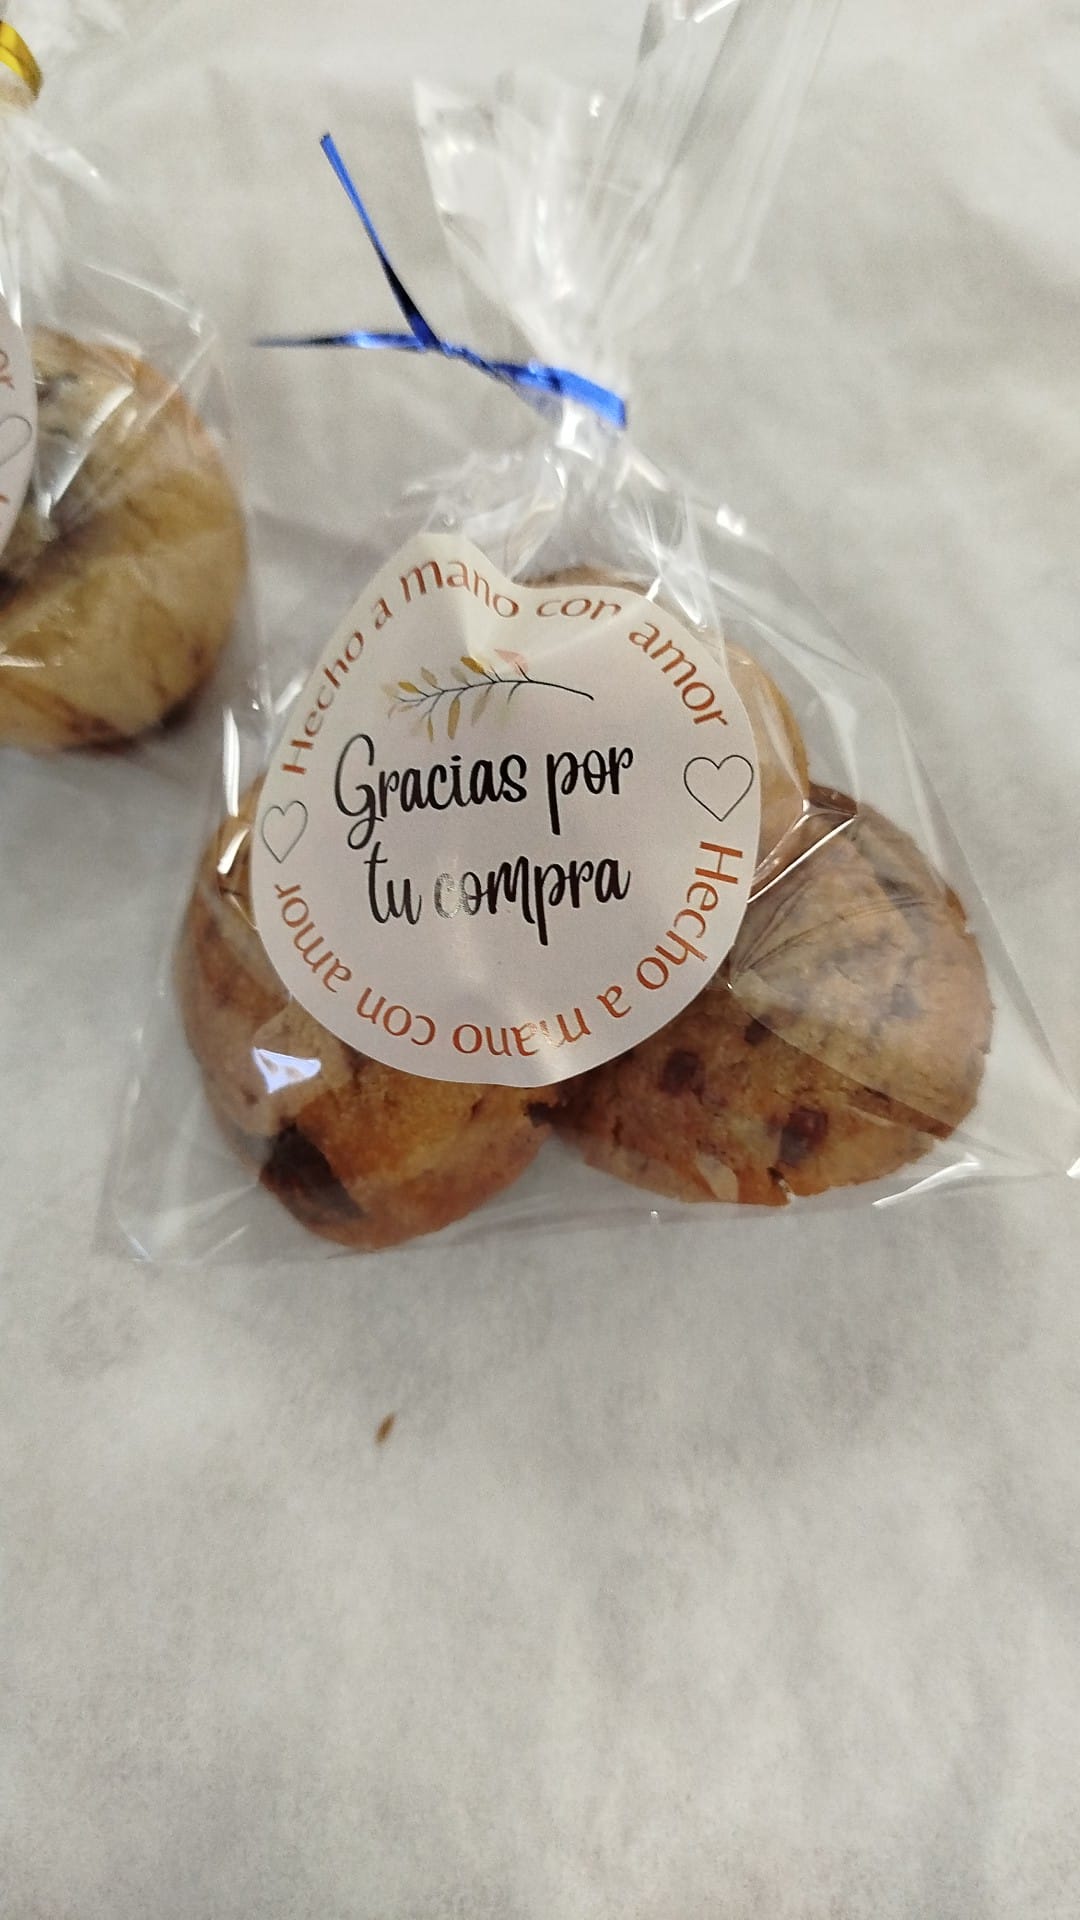 Hecho a mano con amor
Gracias por
tu compra
Hecho a mano con amor